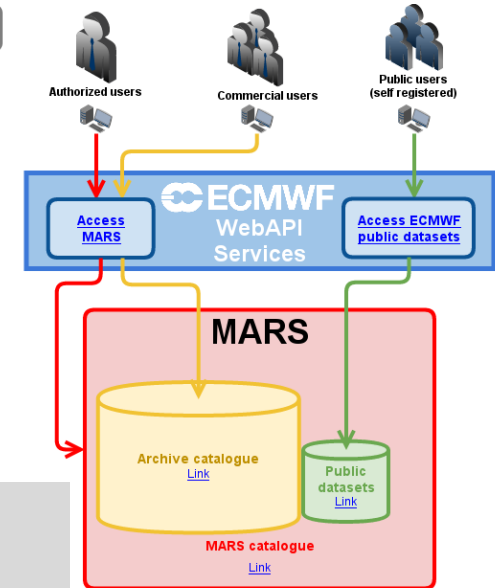 Authorized users
Commercial users
Public users
(self registered)
ECMWF
WebAPI
Services
Access
MARS
Access ECMWF
public datasets
MARS
Archive catalogue
Link
Public
datasets
Link
MARS catalogue
Link